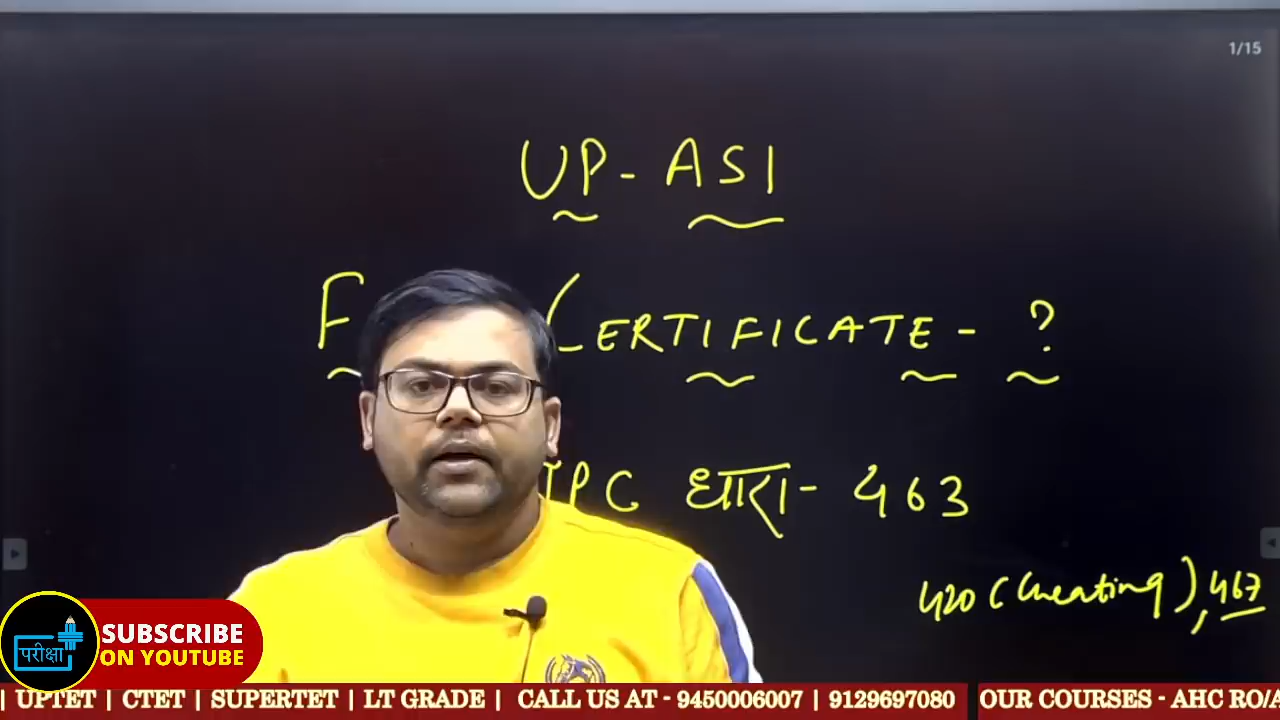 1/15
UP - ASI
F CERTIFICATE - ?
IPC धारा - 463
420 (Cheating), 467
परीक्षा
SUBSCRIBE
ON YOUTUBE
| UPTET | CTET | SUPERTET | LT GRADE | CALL US AT - 9450006007 | 9129697080 OUR COURSES - AHC RO/A